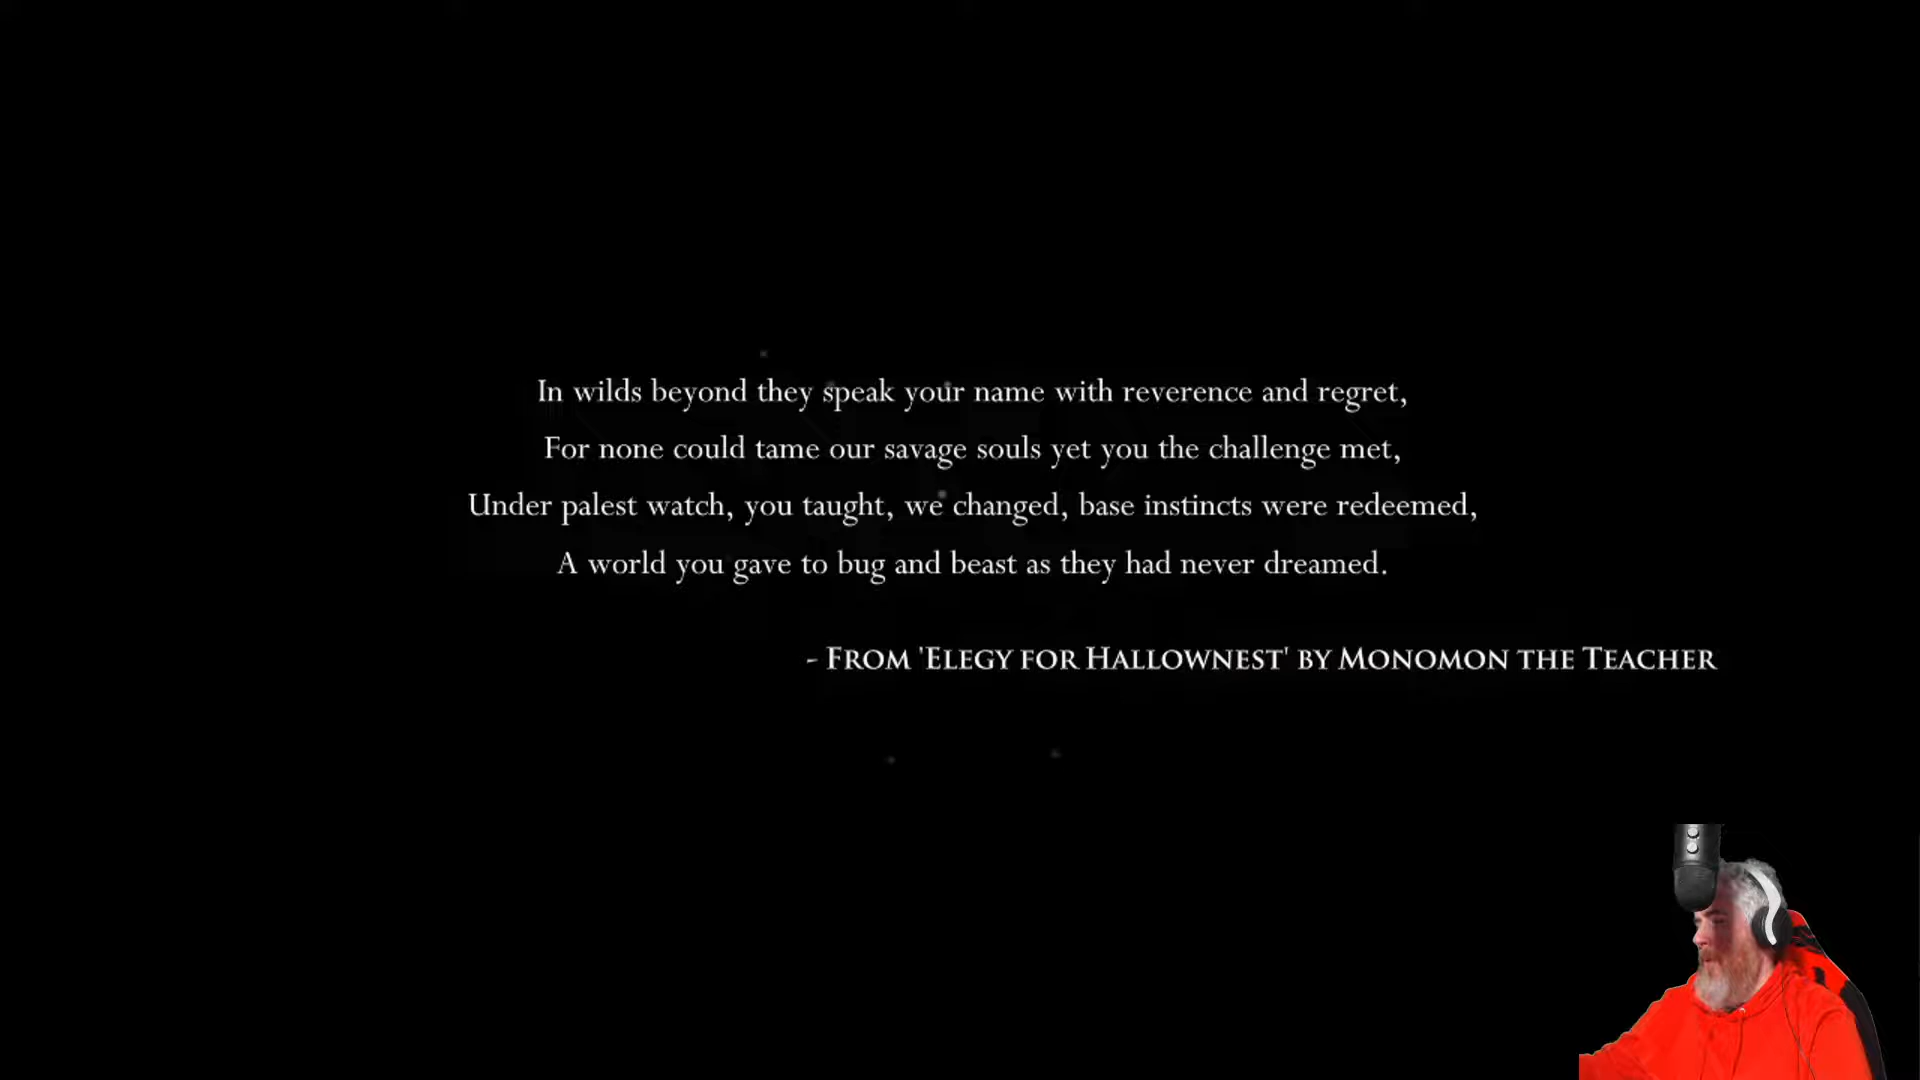 In wilds beyond they speak your name with reverence and regret,
For none could tame our savage souls yet you the challenge met,
Under palest watch, you taught, we changed, base instincts were redeemed,
A world you gave to bug and beast as they had never dreamed.
- From 'Elegy for Hallownest' by Monomon the Teacher